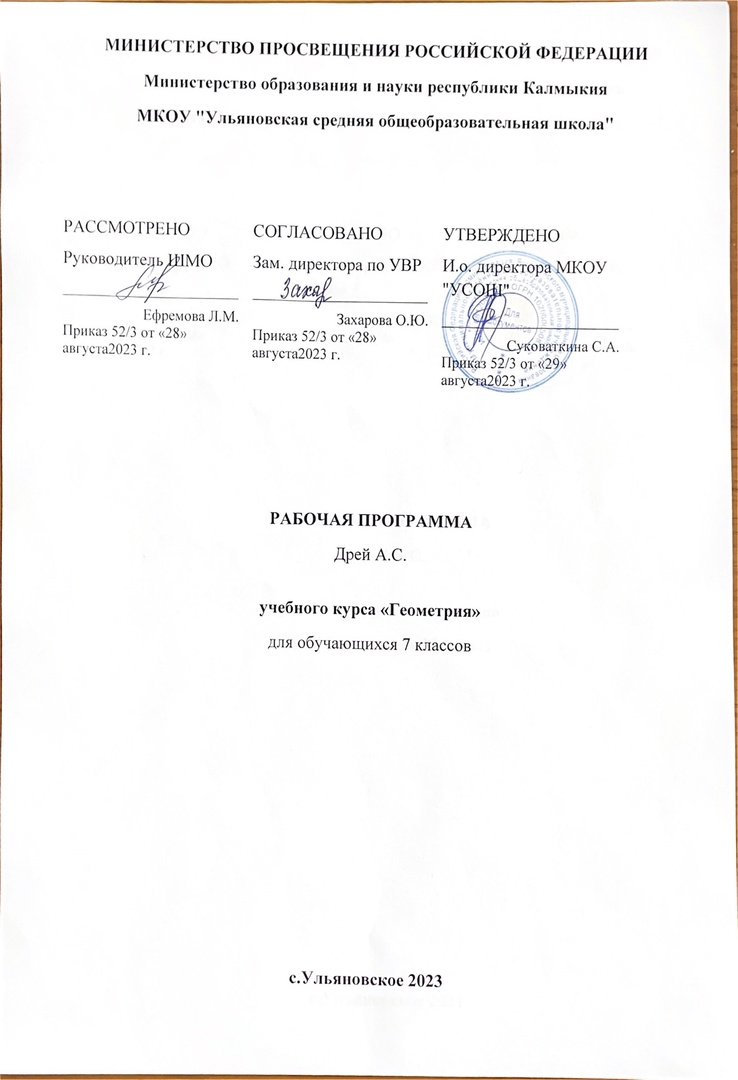 МИНИСТЕРСТВО ПРОСВЕЩЕНИЯ РОССИЙСКОЙ ФЕДЕРАЦИИ
Министерство образования и науки республики Калмыкия
МКОУ "Ульяновская средняя общеобразовательная школа"
РАССМОТРЕНО
Руководитель ШМО
Ефремова Л.М.
Приказ 52/3 от «28»
августа2023 г.
СОГЛАСОВАНО
Зам. директора по УВР
Захар
Захарова О.Ю.
Приказ 52/3 от «28»
августа2023 г.
УТВЕРЖДЕНО
И.о. директора МКОУ
"УСОШ"
Для
Суковаткина С.А.
Приказ 52/3 от «29»
августа2023 г.
РАБОЧАЯ ПРОГРАММА
Дрей А.С.
учебного курса «Геометрия»
для обучающихся 7 классов
с.Ульяновское 2023